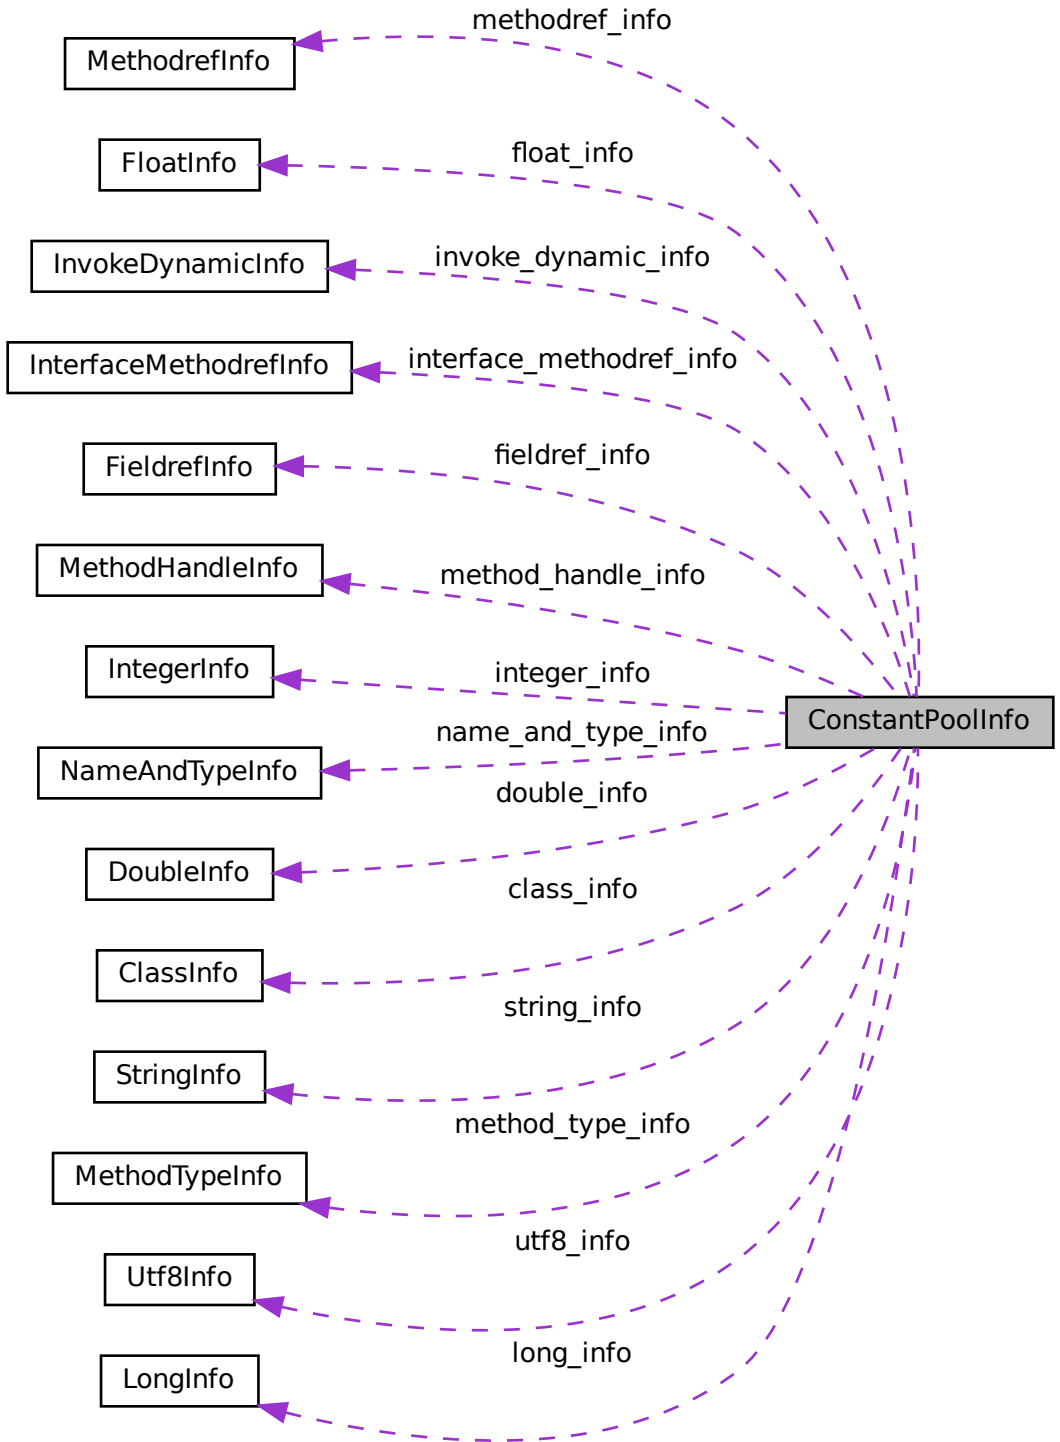 methodref_info
MethodrefInfo
float_info
FloatInfo
invoke_dynamic_info
InvokeDynamicInfo
interface_methodref_info
InterfaceMethodrefInfo
fieldref_info
FieldrefInfo
method_handle_info
MethodHandleInfo
integer_info
IntegerInfo
ConstantPoolInfo
name_and_type_info
NameAndTypeInfo
double_info
DoubleInfo
class_info
ClassInfo
string_info
StringInfo
method_type_info
MethodTypeInfo
utf8_info
Utf8Info
long_info
LongInfo